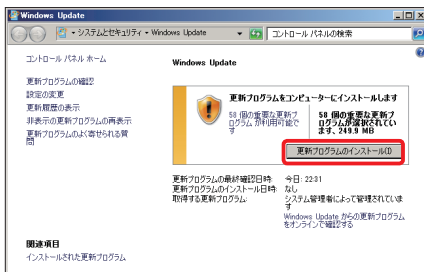 Windows Update
システムとセキュリティ
Windows Update
コントロール パネルの検索
コントロール パネル ホーム
更新プログラムの確認
設定の変更
更新履歴の表示
非表示の更新プログラムの再表示
更新プログラムのよく寄せられる質
問
Windows Update
更新プログラムをコンピューターにインストールします
58 個の重要な更新プ
ログラム が利用可能で
す
58 個の重要な更新プ
ログラムが選択されてい
ます、249.9 MB
更新プログラムのインストール(I)
更新プログラムの最終確認日時: 今日: 22:31
更新プログラムのインストール日時: なし
取得する更新プログラム: システム管理者によって管理されていま
す
Windows Update からの更新プログラム
をオンラインで確認する
関連項目
インストールされた更新プログラム